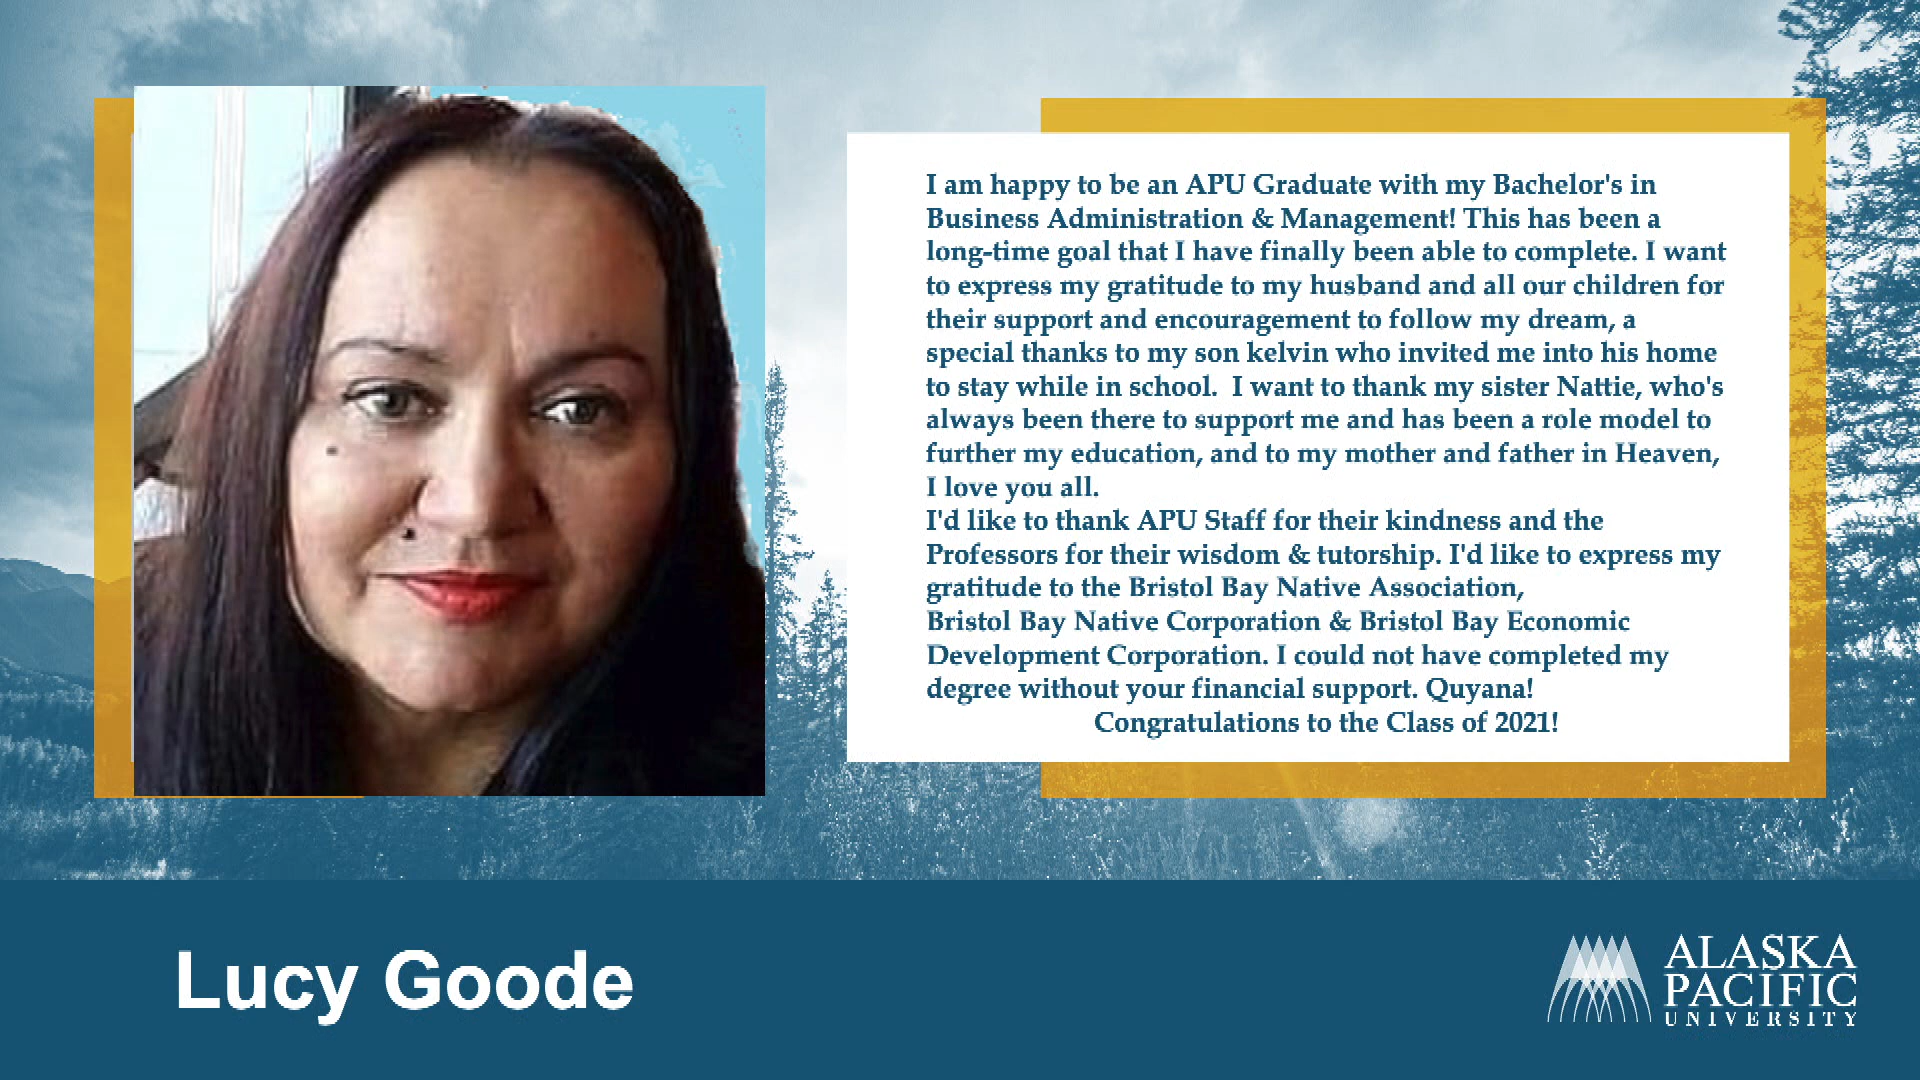 I am happy to be an APU Graduate with my Bachelor's in
Business Administration & Management! This has been a
long-time goal that I have finally been able to complete. I want
to express my gratitude to my husband and all our children for
their support and encouragement to follow my dream, a
special thanks to my son kelvin who invited me into his home
to stay while in school.  I want to thank my sister Nattie, who's
always been there to support me and has been a role model to
further my education, and to my mother and father in Heaven,
I love you all.
I'd like to thank APU Staff for their kindness and the
Professors for their wisdom & tutorship. I'd like to express my
gratitude to the Bristol Bay Native Association,
Bristol Bay Native Corporation & Bristol Bay Economic
Development Corporation. I could not have completed my
degree without your financial support. Quyana!
Congratulations to the Class of 2021!
Lucy Goode
ALASKA
PACIFIC
UNIVERSITY